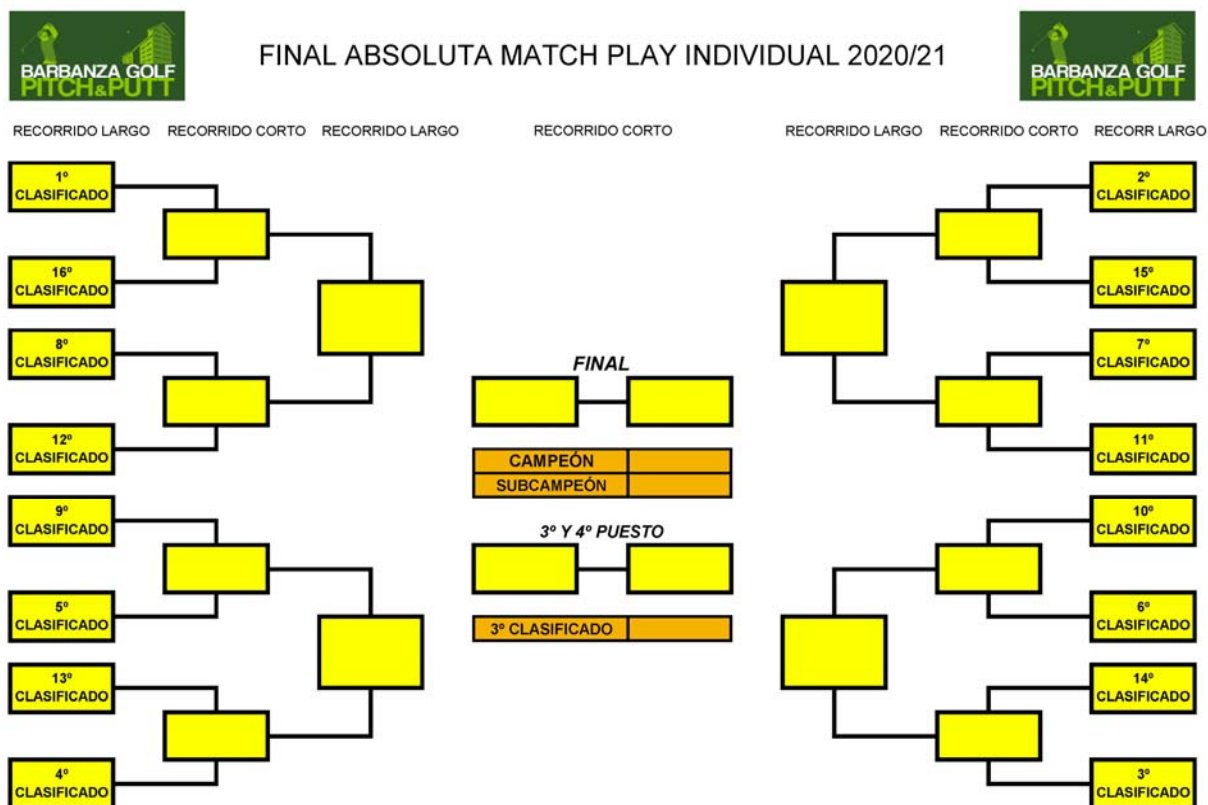 BARBANZA GOLF
PITCH&PUTT
FINAL ABSOLUTA MATCH PLAY INDIVIDUAL 2020/21
BARBANZA GOLF
PITCH&PUTT
RECORRIDO LARGO RECORRIDO CORTO RECORRIDO LARGO RECORRIDO CORTO RECORRIDO LARGO RECORRIDO CORTO RECORR LARGO
1º
CLASIFICADO
16º
CLASIFICADO
8º
CLASIFICADO
12º
CLASIFICADO
9º
CLASIFICADO
5º
CLASIFICADO
13º
CLASIFICADO
4º
CLASIFICADO
FINAL
CAMPEÓN
SUBCAMPEÓN
3º Y 4º PUESTO
3º CLASIFICADO
2º
CLASIFICADO
15º
CLASIFICADO
7º
CLASIFICADO
11º
CLASIFICADO
10º
CLASIFICADO
6º
CLASIFICADO
14º
CLASIFICADO
3º
CLASIFICADO